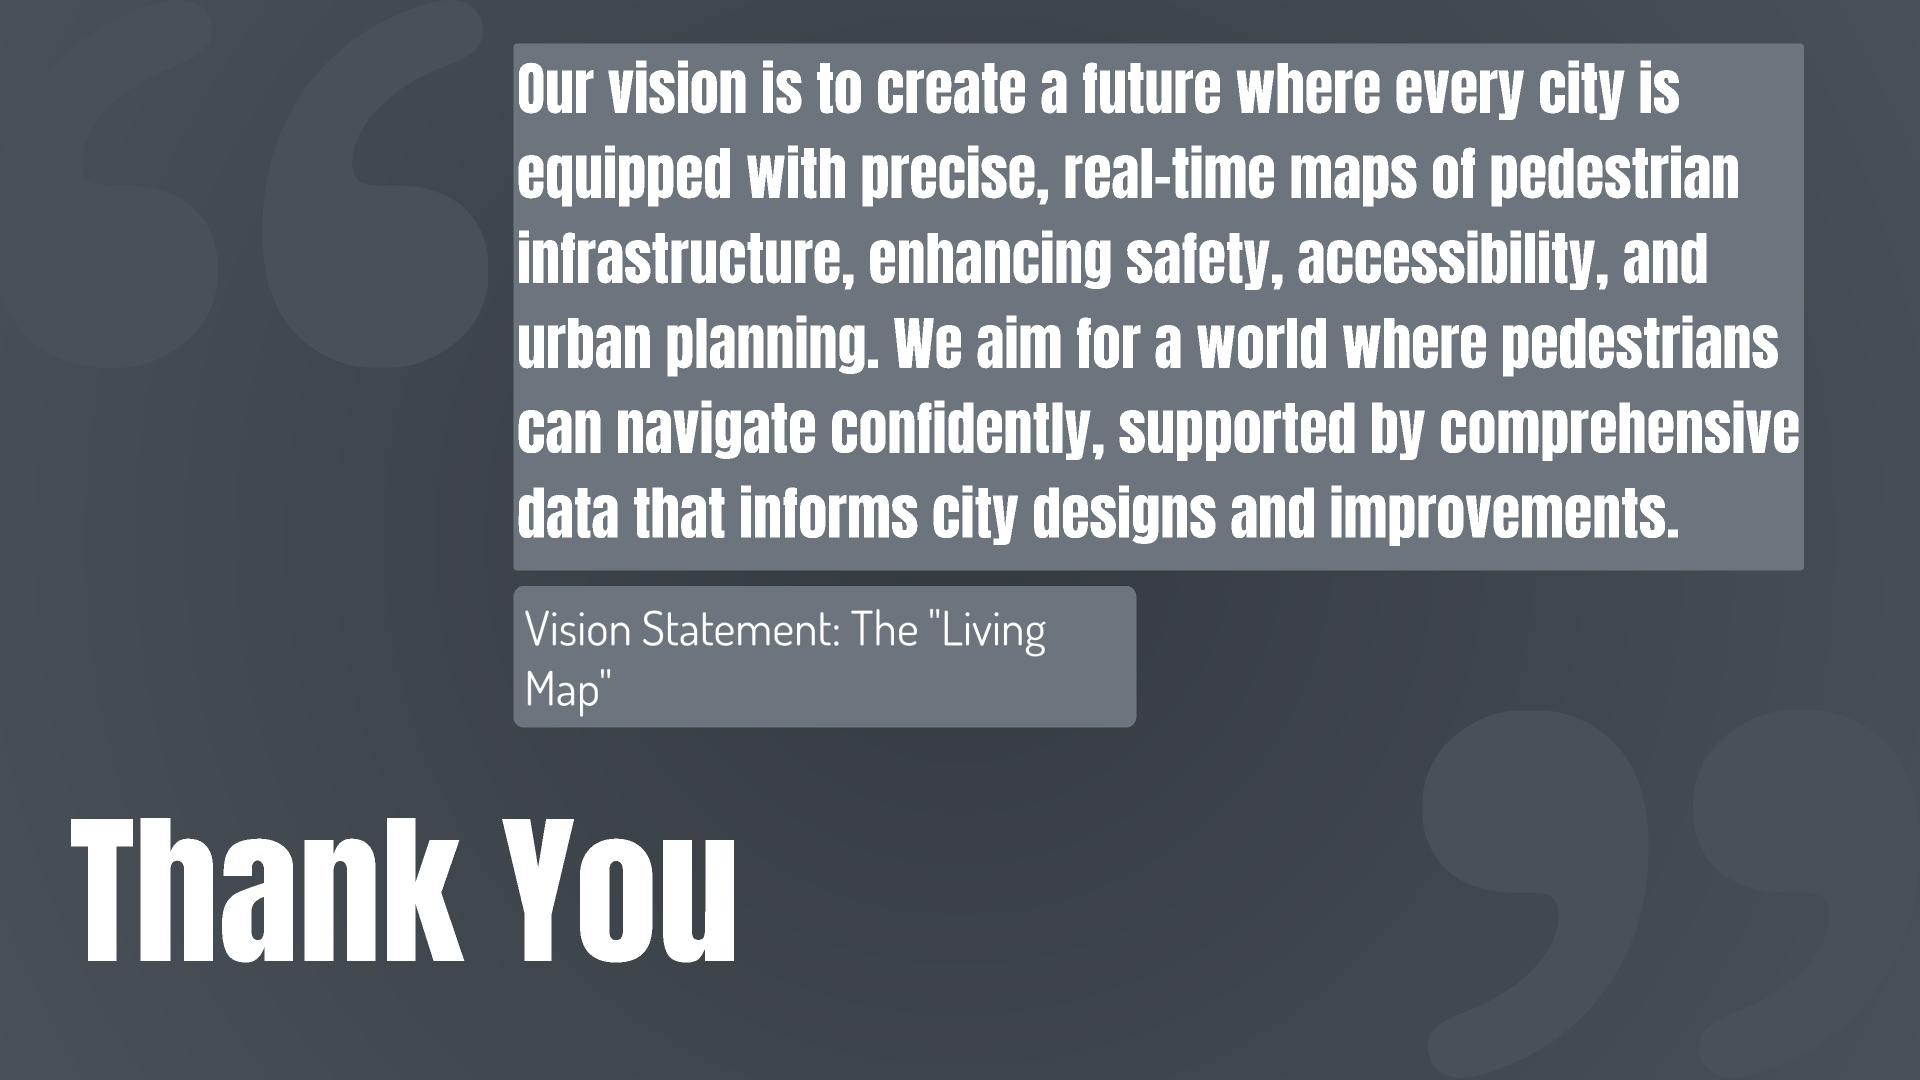 Our vision is to create a future where every city is
equipped with precise, real-time maps of pedestrian
infrastructure, enhancing safety, accessibility, and
urban planning. We aim for a world where pedestrians
can navigate confidently, supported by comprehensive
data that informs city designs and improvements.
Vision Statement: The "Living
Map"
Thank You